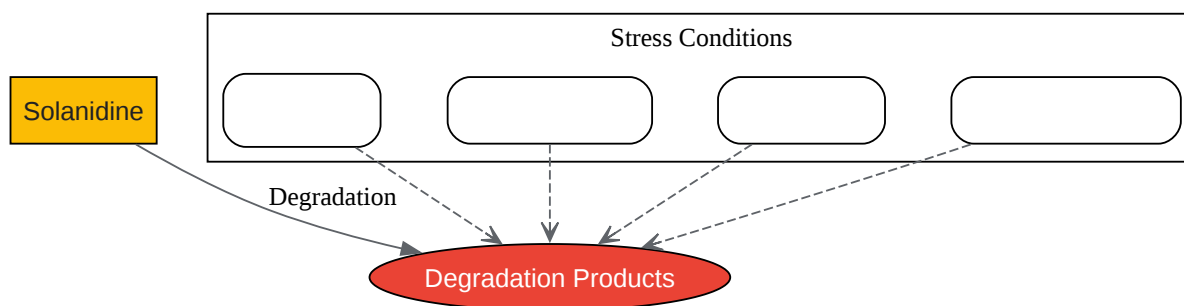 Stress Conditions
Solanidine
Degradation
Degradation Products